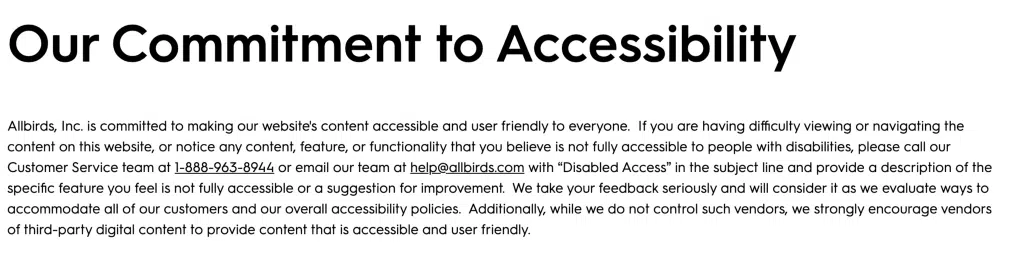 Our Commitment to Accessibility
Allbirds, Inc. is committed to making our website's content accessible and user friendly to everyone.  If you are having difficulty viewing or navigating the
content on this website, or notice any content, feature, or functionality that you believe is not fully accessible to people with disabilities, please call our
Customer Service team at 1-888-963-8944 or email our team at help@allbirds.com with “Disabled Access” in the subject line and provide a description of the
specific feature you feel is not fully accessible or a suggestion for improvement.  We take your feedback seriously and will consider it as we evaluate ways to
accommodate all of our customers and our overall accessibility policies.  Additionally, while we do not control such vendors, we strongly encourage vendors
of third-party digital content to provide content that is accessible and user friendly.